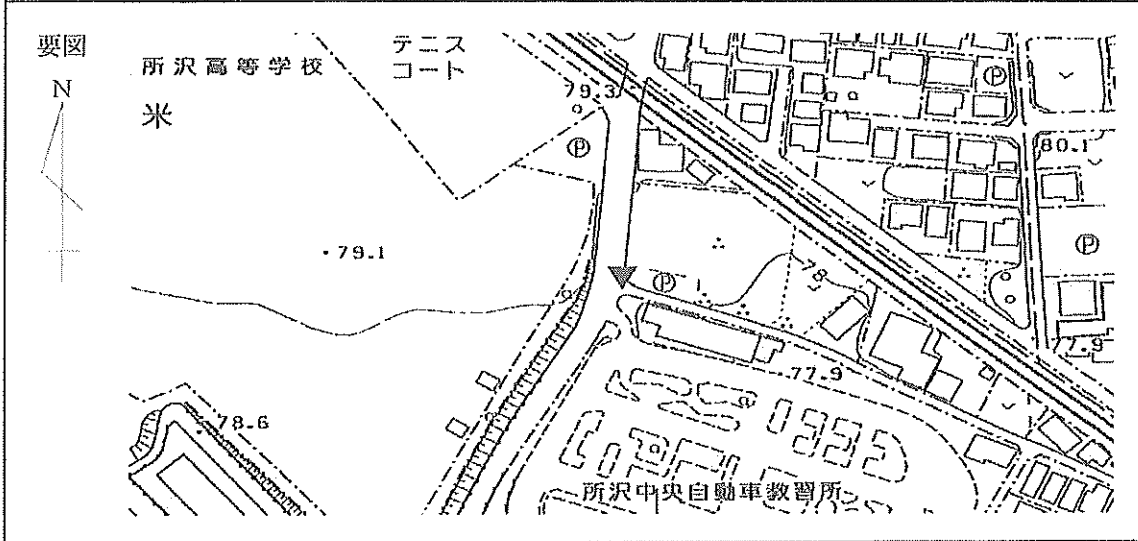 要図
N
所沢高等学校
米
テニス
コート
79.3
P
80.1
P
P
79.1
P
78
77.9
77.9
78.6
所沢中央自動車教習所